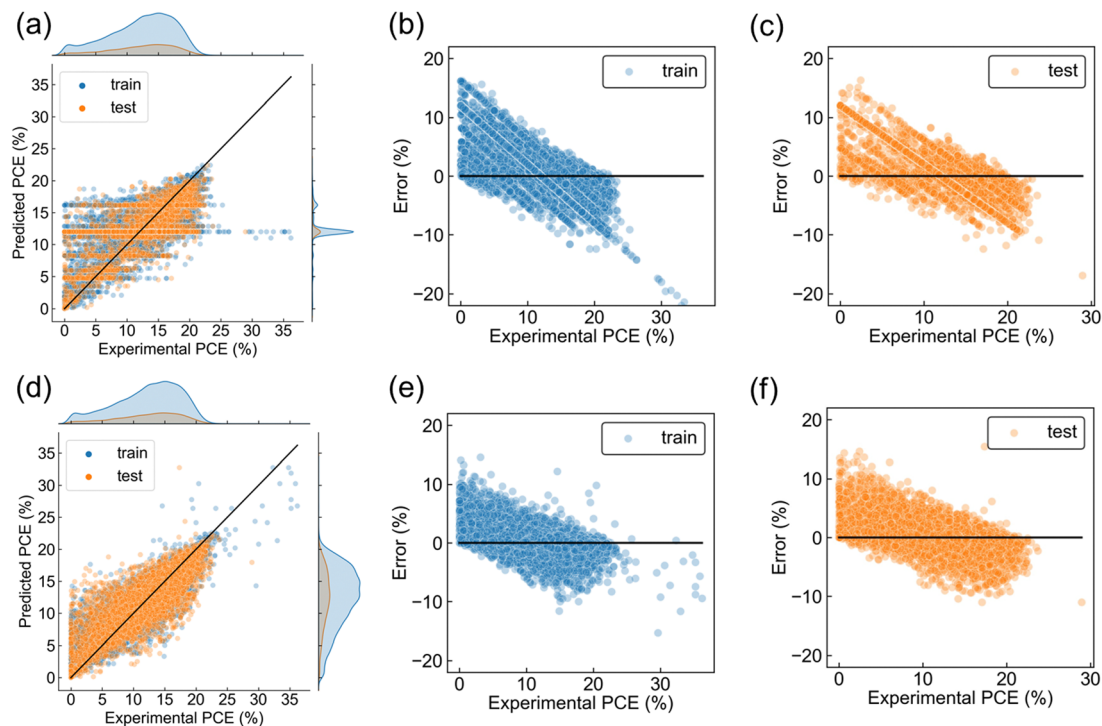 (a)
train
test
Predicted PCE (%)
35
30
25
20
15
10
5
0
0 5 10 15 20 25 30 35
Experimental PCE (%)
(b)
train
Error (%)
20
10
0
−10
−20
0 10 20 30
Experimental PCE (%)
(c)
test
Error (%)
20
10
0
−10
−20
0 10 20 30
Experimental PCE (%)
(d)
train
test
Predicted PCE (%)
35
30
25
20
15
10
5
0
0 5 10 15 20 25 30 35
Experimental PCE (%)
(e)
train
Error (%)
20
10
0
−10
−20
0 10 20 30
Experimental PCE (%)
(f)
test
Error (%)
20
10
0
−10
−20
0 10 20 30
Experimental PCE (%)